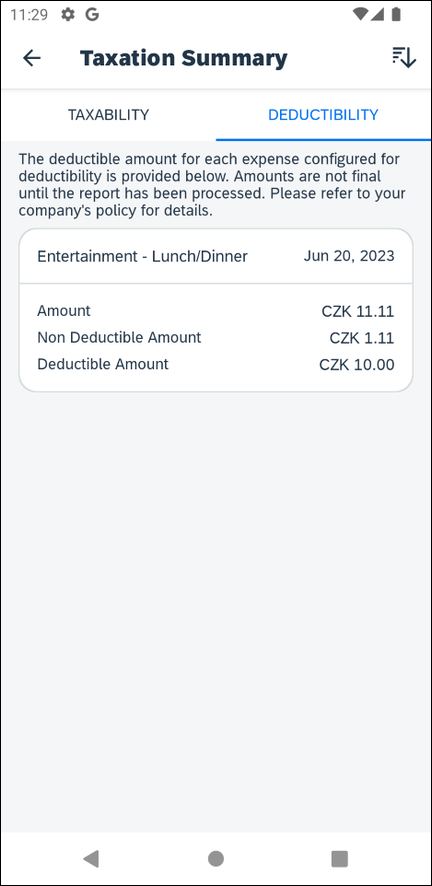 11:29 G
Taxation Summary
TAXABILITY DEDUCTIBILITY
The deductible amount for each expense configured for
deductibility is provided below. Amounts are not final
until the report has been processed. Please refer to your
company's policy for details.
Entertainment - Lunch/Dinner Jun 20, 2023
Amount CZK 11.11
Non Deductible Amount CZK 1.11
Deductible Amount CZK 10.00